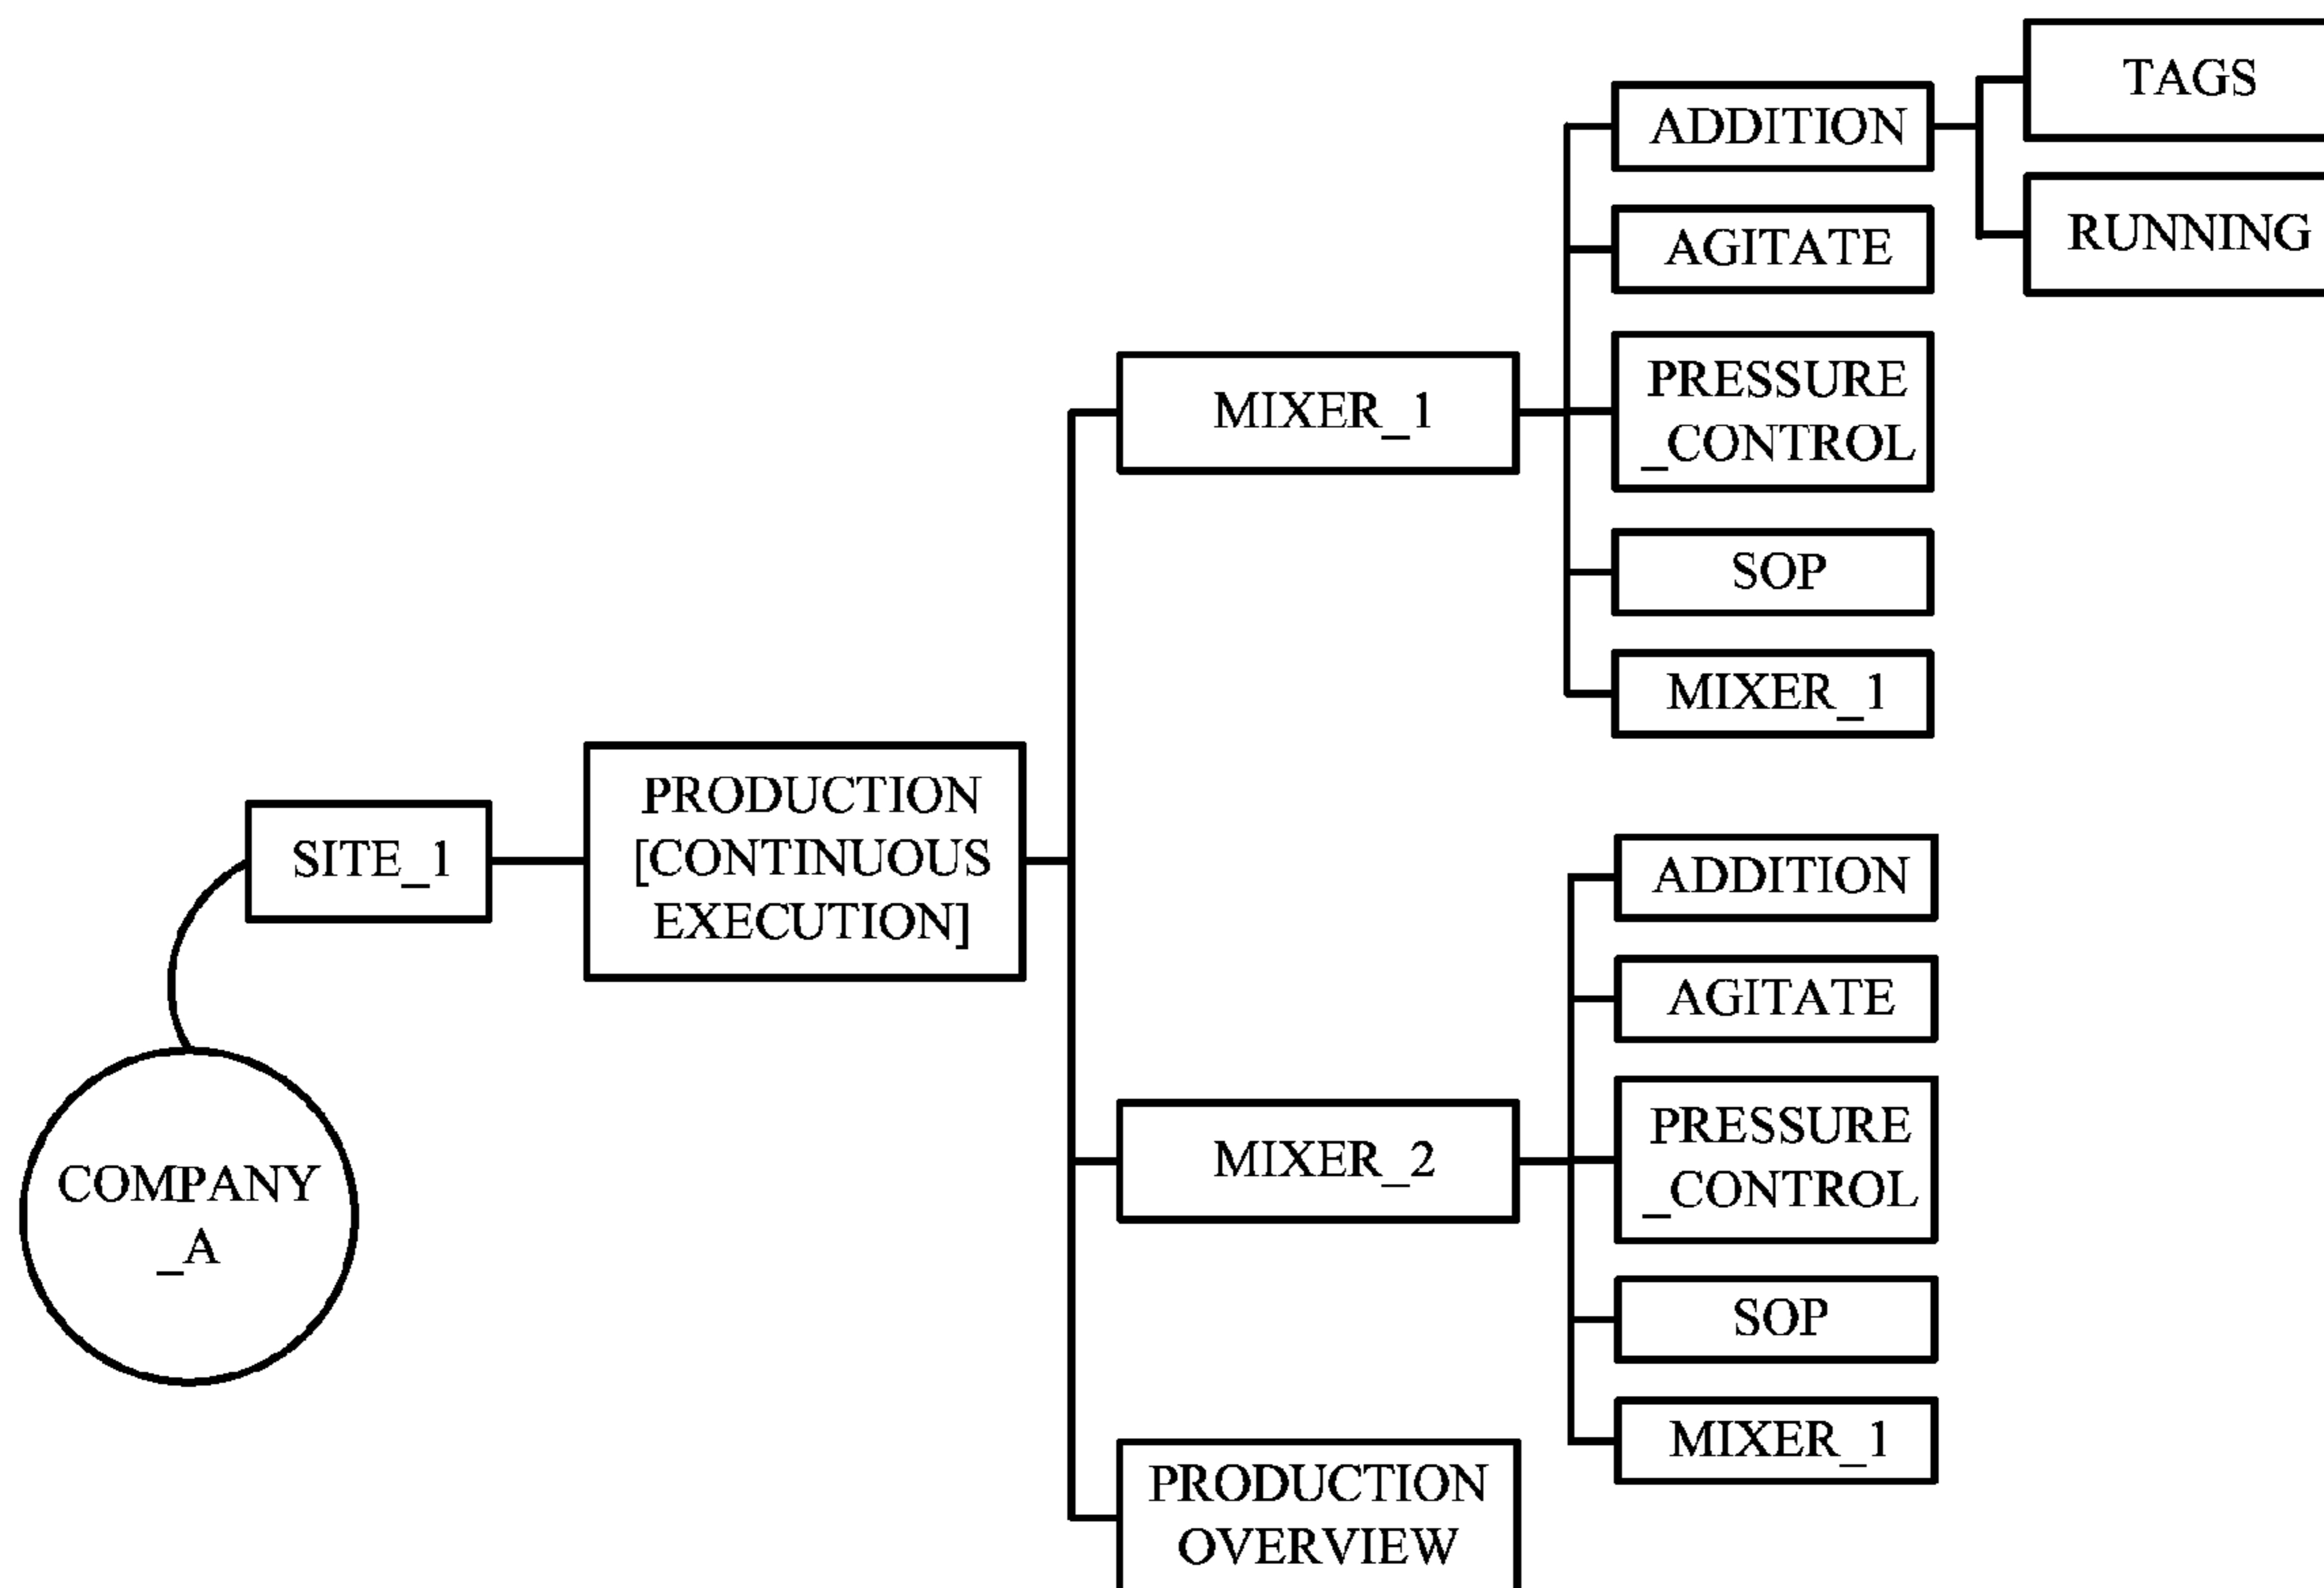 TAGS
ADDITION
RUNNING
AGITATE
PRESSURE
_CONTROL
MIXER_1
SOP
MIXER_1
PRODUCTION
[CONTINUOUS
EXECUTION]
SITE_1
ADDITION
AGITATE
PRESSURE
_CONTROL
MIXER_2
COMPANY
_A
SOP
MIXER_1
PRODUCTION
OVERVIEW